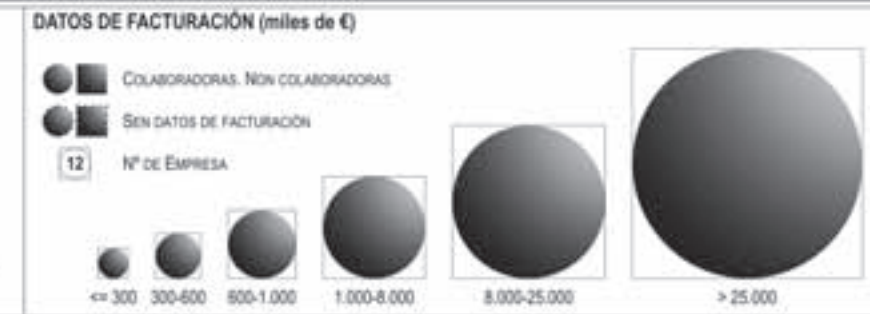 DATOS DE FACTURACIÓN (miles de €)
COLABORADORAS. NON COLABORADORAS
SEN DATOS DE FACTURACIÓN
12 Nº DE EMPRESA
<= 300 300-600 600-1.000 1.000-8.000 8.000-25.000 > 25.000